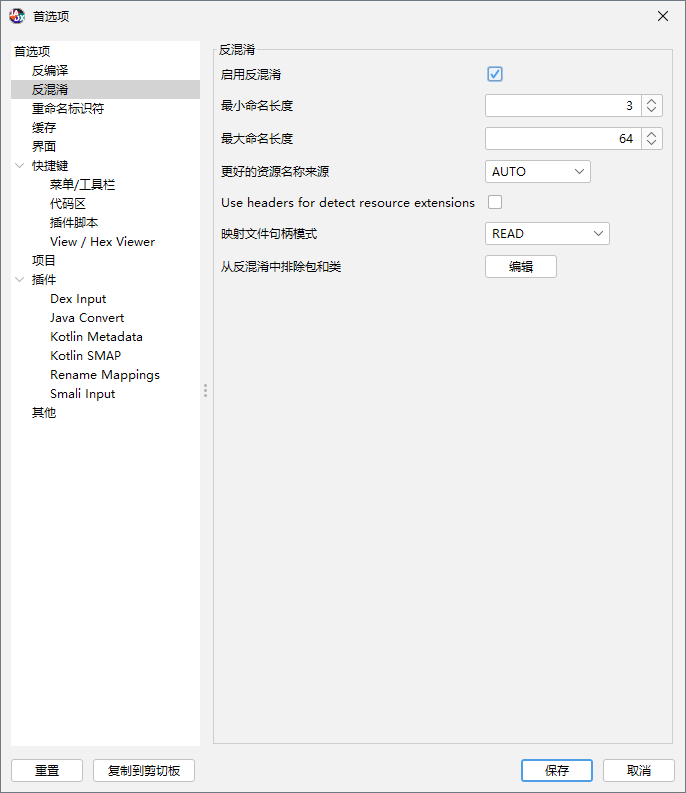 首选项
首选项
反编译
反混淆
重命名标识符
缓存
界面
快捷键
菜单/工具栏
代码区
插件脚本
View / Hex Viewer
项目
插件
Dex Input
Java Convert
Kotlin Metadata
Kotlin SMAP
Rename Mappings
Smali Input
其他
反混淆
启用反混淆
最小命名长度 3
最大命名长度 64
更好的资源名称来源 AUTO
Use headers for detect resource extensions
映射文件句柄模式 READ
从反混淆中排除包和类 编辑
重置 复制到剪切板 保存 取消